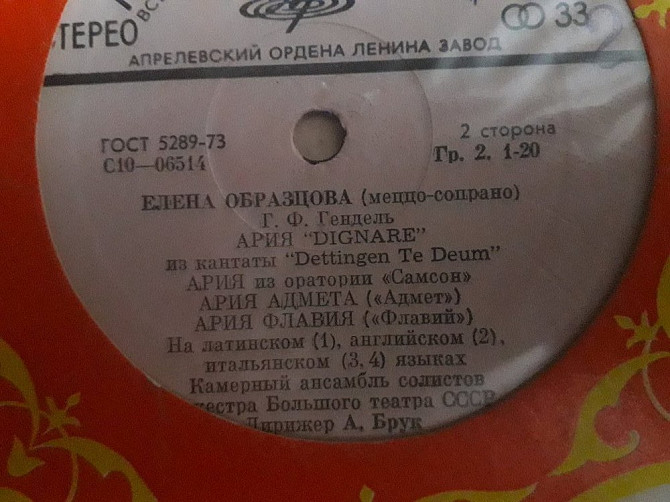 ТЕРЕО
33
АПРЕЛЕВСКИЙ ОРДЕНА ЛЕНИНА ЗАВОД
ГОСТ 5289-73
С10—06514
2 сторона
Гр. 2. 1-20
ЕЛЕНА ОБРАЗЦОВА (меццо-сопрано)
Г. Ф. Гендель
АРИЯ "DIGNARE"
из кантаты "Dettingen Te Deum"
АРИЯ из оратории «Самсон»
АРИЯ АДМЕТА («Адмет»)
АРИЯ ФЛАВИЯ («Флавий»)
На латинском (1), английском (2),
итальянском (3, 4) языках
Камерный ансамбль солистов
естра Большого театра СССР
Дирижер А. Брук